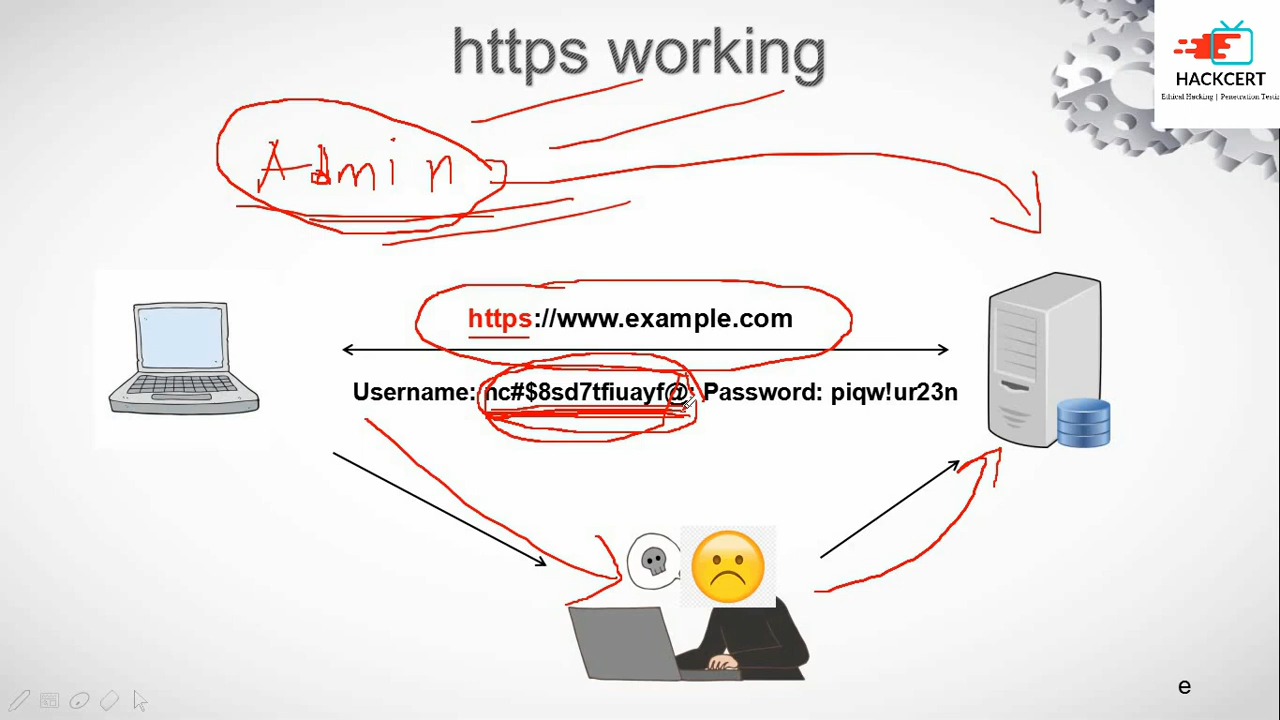 https working
HACKCERT
Ethical Hacking | Penetration Testi
Admin
https://www.example.com
Username: nc#$8sd7tfiuayf@; Password: piqw!ur23n
e